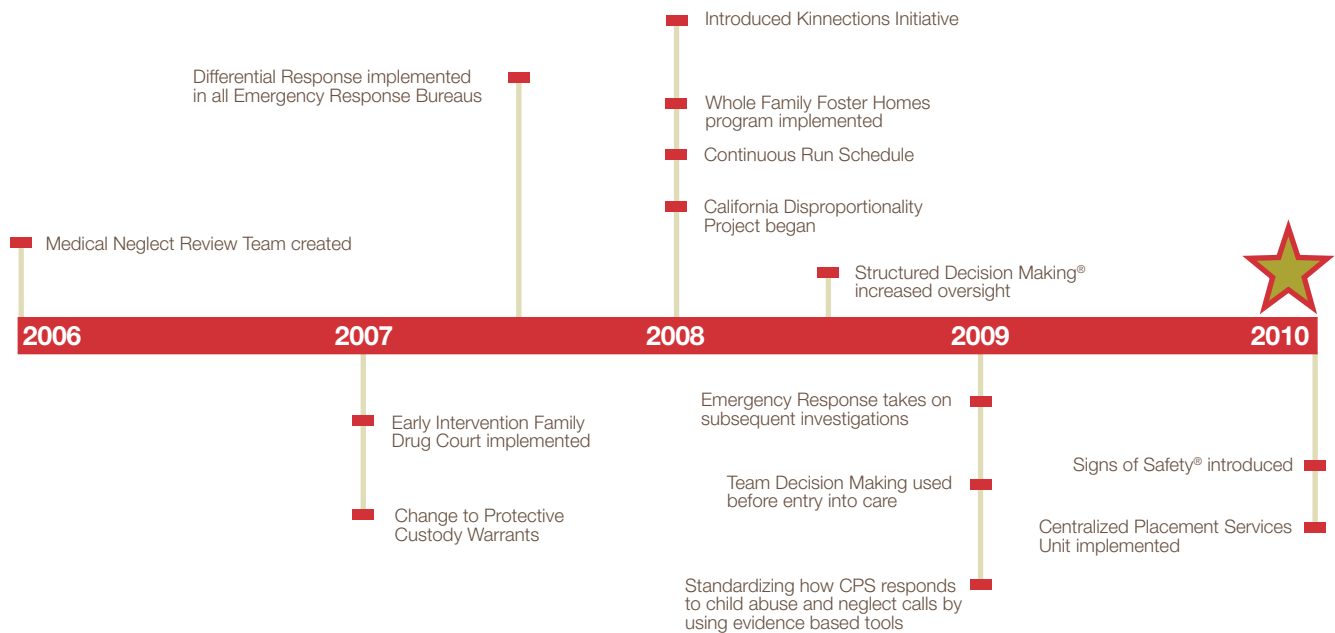 Introduced Kinnections Initiative
Differential Response implemented
in all Emergency Response Bureaus
Whole Family Foster Homes
program implemented
Continuous Run Schedule
California Disproportionality
Project began
Medical Neglect Review Team created
Structured Decision Making®
increased oversight
2006 2007 2008 2009 2010
Early Intervention Family
Drug Court implemented
Change to Protective
Custody Warrants
Emergency Response takes on
subsequent investigations
Team Decision Making used
before entry into care
Standardizing how CPS responds
to child abuse and neglect calls by
using evidence based tools
Signs of Safety® introduced
Centralized Placement Services
Unit implemented